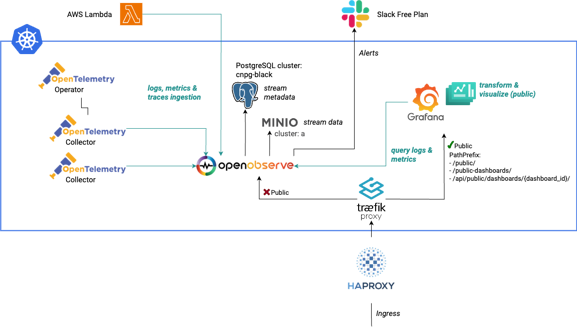 AWS Lambda
Slack Free Plan
Alerts
PostgreSQL cluster:
cnpg-black
stream
metadata
OpenTelemetry
Operator
logs, metrics &
traces ingestion
MINIO
stream data
cluster: a
transform &
visualize (public)
Grafana
OpenTelemetry
Collector
OpenTelemetry
Collector
openobserve
query logs &
metrics
Public
PathPrefix:
- /public/
- /public-dashboards/
- /api/public/dashboards/{dashboard_id}/
Public
træfik
proxy
HAPROXY
Ingress